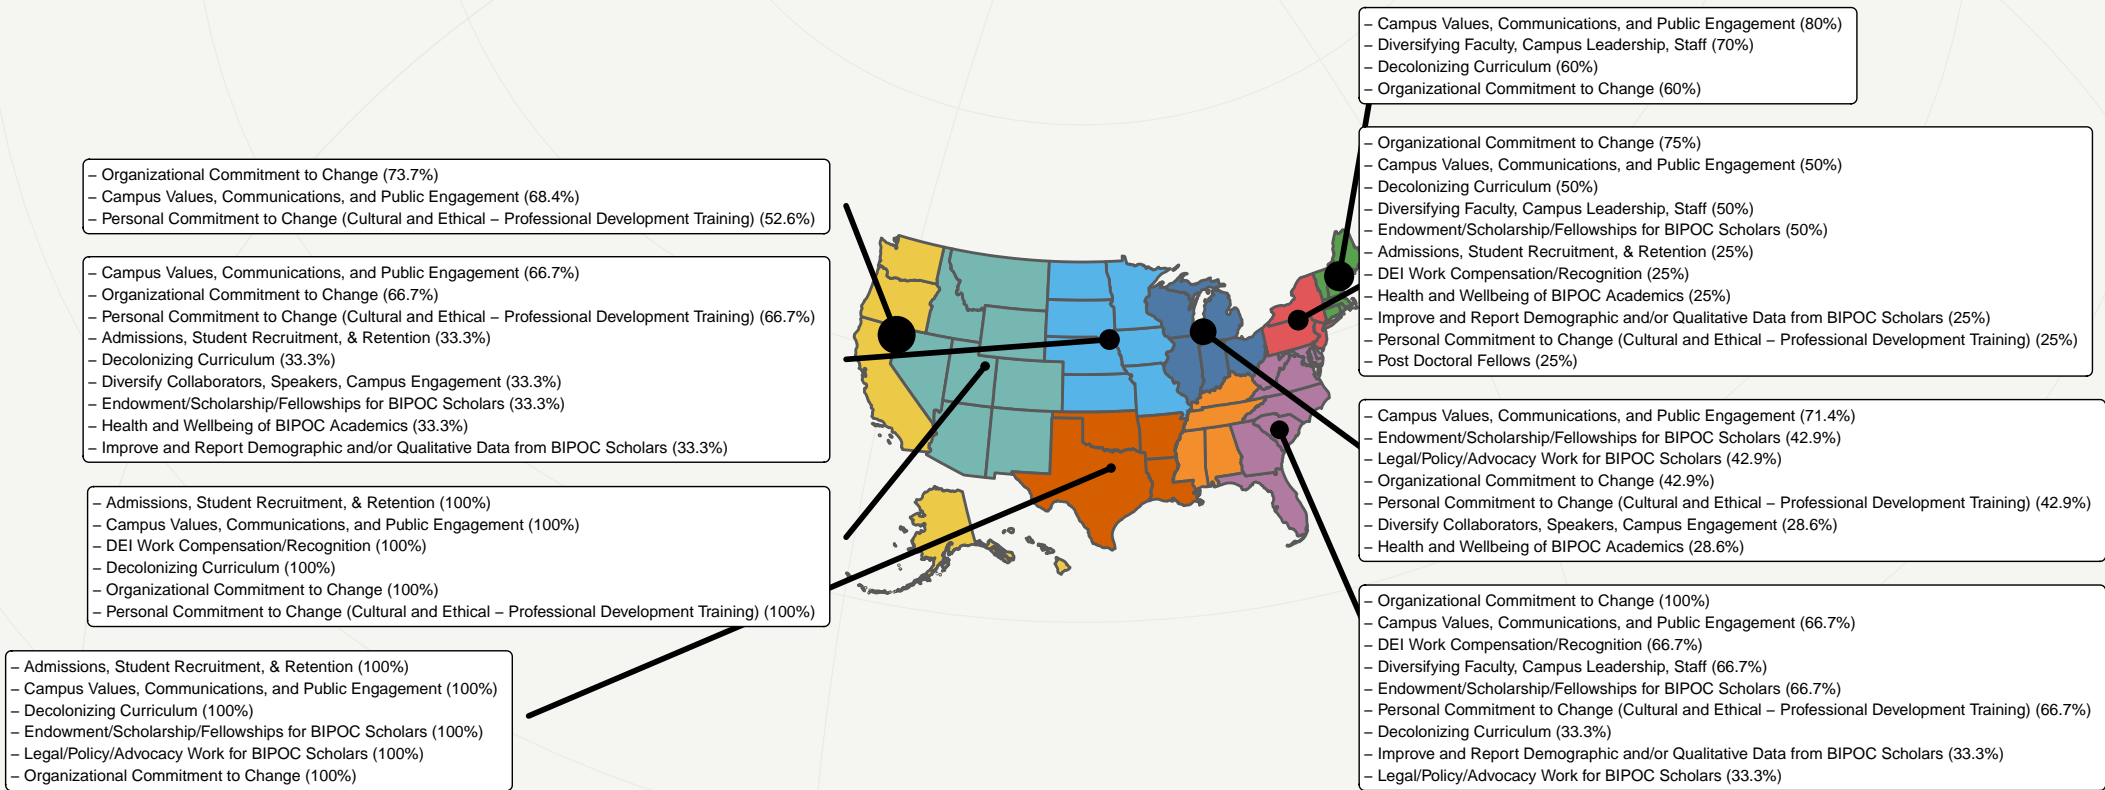 – Organizational Commitment to Change (73.7%)
– Campus Values, Communications, and Public Engagement (68.4%)
– Personal Commitment to Change (Cultural and Ethical – Professional Development Training) (52.6%)
– Campus Values, Communications, and Public Engagement (66.7%)
– Organizational Commitment to Change (66.7%)
– Personal Commitment to Change (Cultural and Ethical – Professional Development Training) (66.7%)
– Admissions, Student Recruitment, & Retention (33.3%)
– Decolonizing Curriculum (33.3%)
– Diversify Collaborators, Speakers, Campus Engagement (33.3%)
– Endowment/Scholarship/Fellowships for BIPOC Scholars (33.3%)
– Health and Wellbeing of BIPOC Academics (33.3%)
– Improve and Report Demographic and/or Qualitative Data from BIPOC Scholars (33.3%)
– Admissions, Student Recruitment, & Retention (100%)
– Campus Values, Communications, and Public Engagement (100%)
– DEI Work Compensation/Recognition (100%)
– Decolonizing Curriculum (100%)
– Organizational Commitment to Change (100%)
– Personal Commitment to Change (Cultural and Ethical – Professional Development Training) (100%)
– Admissions, Student Recruitment, & Retention (100%)
– Campus Values, Communications, and Public Engagement (100%)
– Decolonizing Curriculum (100%)
– Endowment/Scholarship/Fellowships for BIPOC Scholars (100%)
– Legal/Policy/Advocacy Work for BIPOC Scholars (100%)
– Organizational Commitment to Change (100%)
– Campus Values, Communications, and Public Engagement (80%)
– Diversifying Faculty, Campus Leadership, Staff (70%)
– Decolonizing Curriculum (60%)
– Organizational Commitment to Change (60%)
– Organizational Commitment to Change (75%)
– Campus Values, Communications, and Public Engagement (50%)
– Decolonizing Curriculum (50%)
– Diversifying Faculty, Campus Leadership, Staff (50%)
– Endowment/Scholarship/Fellowships for BIPOC Scholars (50%)
– Admissions, Student Recruitment, & Retention (25%)
– DEI Work Compensation/Recognition (25%)
– Health and Wellbeing of BIPOC Academics (25%)
– Improve and Report Demographic and/or Qualitative Data from BIPOC Scholars (25%)
– Personal Commitment to Change (Cultural and Ethical – Professional Development Training) (25%)
– Post Doctoral Fellows (25%)
– Campus Values, Communications, and Public Engagement (71.4%)
– Endowment/Scholarship/Fellowships for BIPOC Scholars (42.9%)
– Legal/Policy/Advocacy Work for BIPOC Scholars (42.9%)
– Organizational Commitment to Change (42.9%)
– Personal Commitment to Change (Cultural and Ethical – Professional Development Training) (42.9%)
– Diversify Collaborators, Speakers, Campus Engagement (28.6%)
– Health and Wellbeing of BIPOC Academics (28.6%)
– Organizational Commitment to Change (100%)
– Campus Values, Communications, and Public Engagement (66.7%)
– DEI Work Compensation/Recognition (66.7%)
– Diversifying Faculty, Campus Leadership, Staff (66.7%)
– Endowment/Scholarship/Fellowships for BIPOC Scholars (66.7%)
– Personal Commitment to Change (Cultural and Ethical – Professional Development Training) (66.7%)
– Decolonizing Curriculum (33.3%)
– Improve and Report Demographic and/or Qualitative Data from BIPOC Scholars (33.3%)
– Legal/Policy/Advocacy Work for BIPOC Scholars (33.3%)